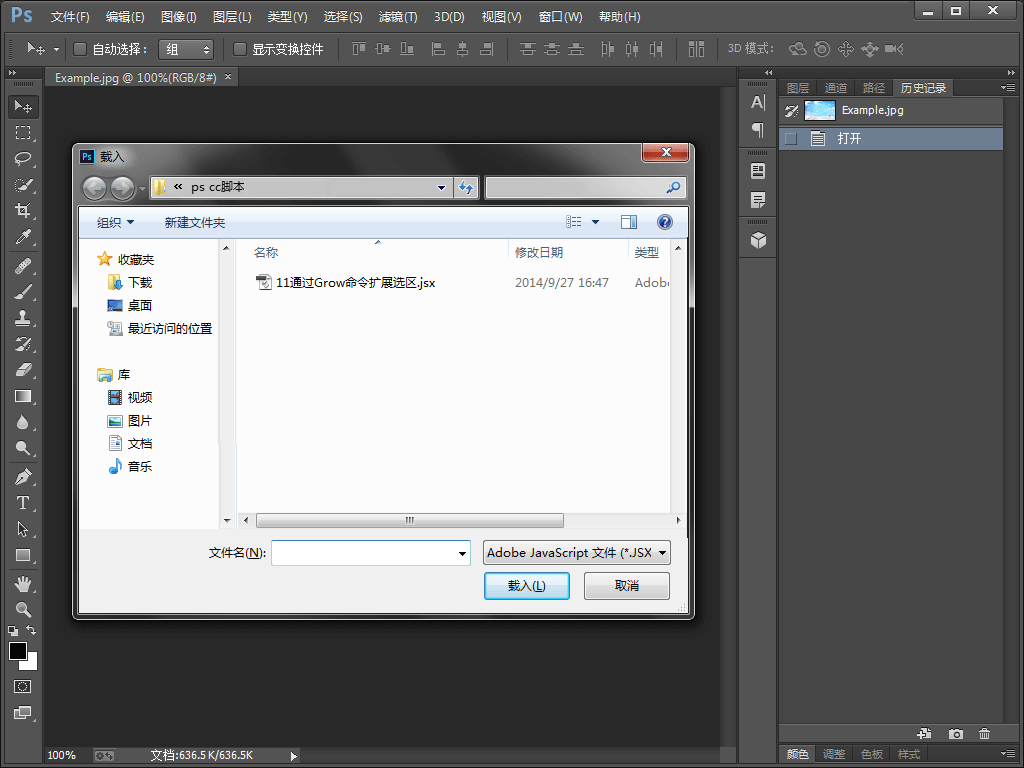 Ps 文件(F) 编辑(E) 图像(I) 图层(L) 类型(Y) 选择(S) 滤镜(T) 3D(D) 视图(V) 窗口(W) 帮助(H)
自动选择： 组 显示变换控件 3D 模式：
Example.jpg @ 100%(RGB/8#) ×
图层 通道 路径 历史记录
Example.jpg
打开
Ps 载入
« ps cc脚本
组织 新建文件夹
名称 修改日期 类型
11通过Grow命令扩展选区.jsx 2014/9/27 16:47 Adob
收藏夹
下载
桌面
最近访问的位置
库
视频
图片
文档
音乐
文件名(N): Adobe JavaScript 文件 (*.JSX
载入(L) 取消
100% 文档:636.5 K/636.5K
颜色 调整 色板 样式